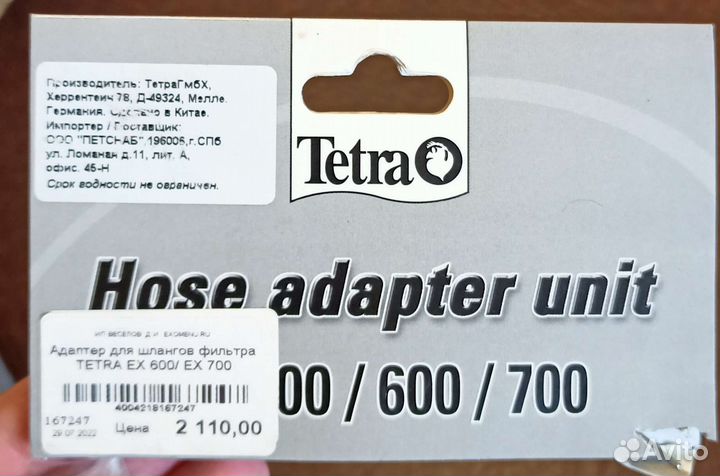 Производитель: ТетраГмбХ,
Херрентеич 78, Д-49324, Мэлле.
Германия. Сделано в Китае.
Импортер / Поставщик:
ООО "ПЕТСНАБ",196006,г.СПб
ул. Ломаная д.11, лит. А,
офис. 45-Н
Срок годности не ограничен.
Tetra
Hose adapter unit
00 / 600 / 700
ИП ВЕСЕЛОВ Д.И. EXOMENU.RU
Адаптер для шлангов фильтра
TETRA EX 600/ EX 700
4004218167247
167247
29.07.2022
Цена 2 110,00
Avito